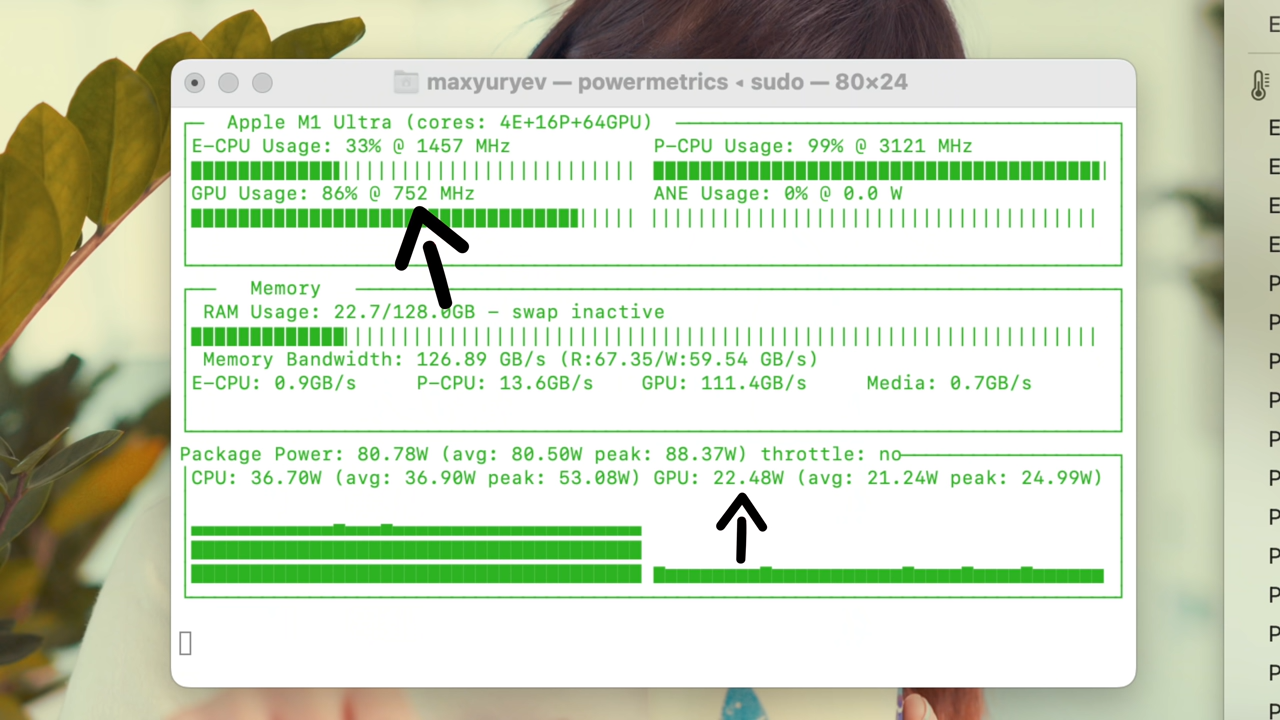 maxyuryev — powermetrics ◂ sudo — 80×24
Apple M1 Ultra (cores: 4E+16P+64GPU)
E-CPU Usage: 33% @ 1457 MHz P-CPU Usage: 99% @ 3121 MHz
GPU Usage: 86% @ 752 MHz ANE Usage: 0% @ 0.0 W
Memory
RAM Usage: 22.7/128.0GB - swap inactive
Memory Bandwidth: 126.89 GB/s (R:67.35/W:59.54 GB/s)
E-CPU: 0.9GB/s P-CPU: 13.6GB/s GPU: 111.4GB/s Media: 0.7GB/s
Package Power: 80.78W (avg: 80.50W peak: 88.37W) throttle: no
CPU: 36.70W (avg: 36.90W peak: 53.08W) GPU: 22.48W (avg: 21.24W peak: 24.99W)